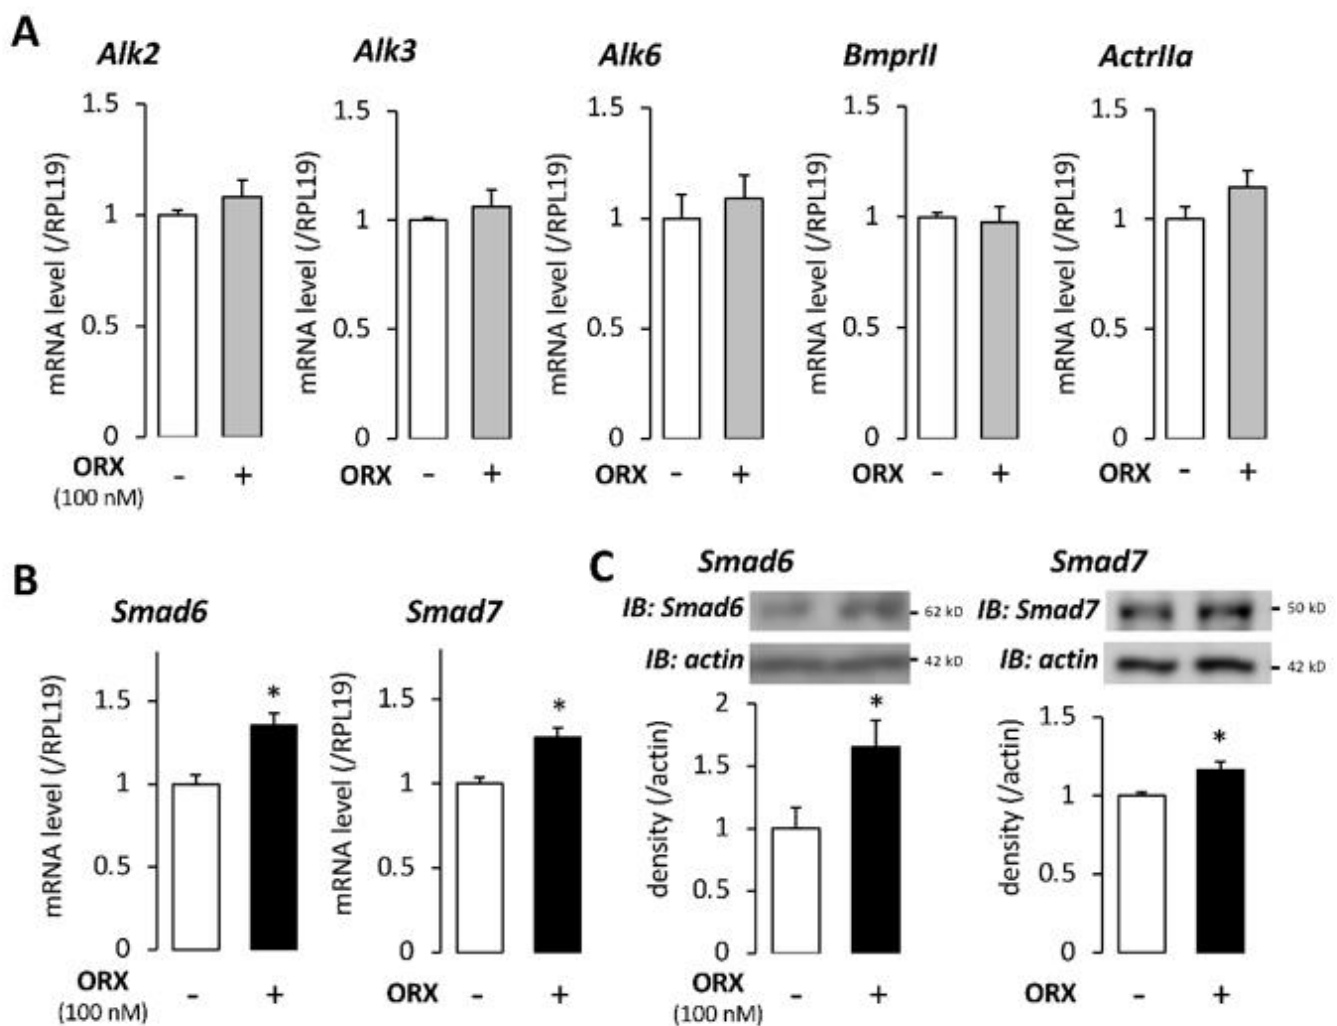 A
Alk2 Alk3 Alk6 BmprII ActrIIa
mRNA level (/RPL19)
1.5
1
0.5
0
ORX - +
(100 nM)
mRNA level (/RPL19)
1.5
1
0.5
0
ORX - +
mRNA level (/RPL19)
1.5
1
0.5
0
ORX - +
mRNA level (/RPL19)
1.5
1
0.5
0
ORX - +
mRNA level (/RPL19)
1.5
1
0.5
0
ORX - +
B
Smad6
mRNA level (/RPL19)
1.5
1
0.5
0
*
ORX - +
(100 nM)
Smad7
mRNA level (/RPL19)
1.5
1
0.5
0
*
ORX - +
C
Smad6
IB: Smad6 - 62 kD
IB: actin - 42 kD
density (/actin)
2
1.5
1
0.5
0
*
ORX - +
(100 nM)
Smad7
IB: Smad7 - 50 kD
IB: actin - 42 kD
density (/actin)
1.5
1
0.5
0
*
ORX - +